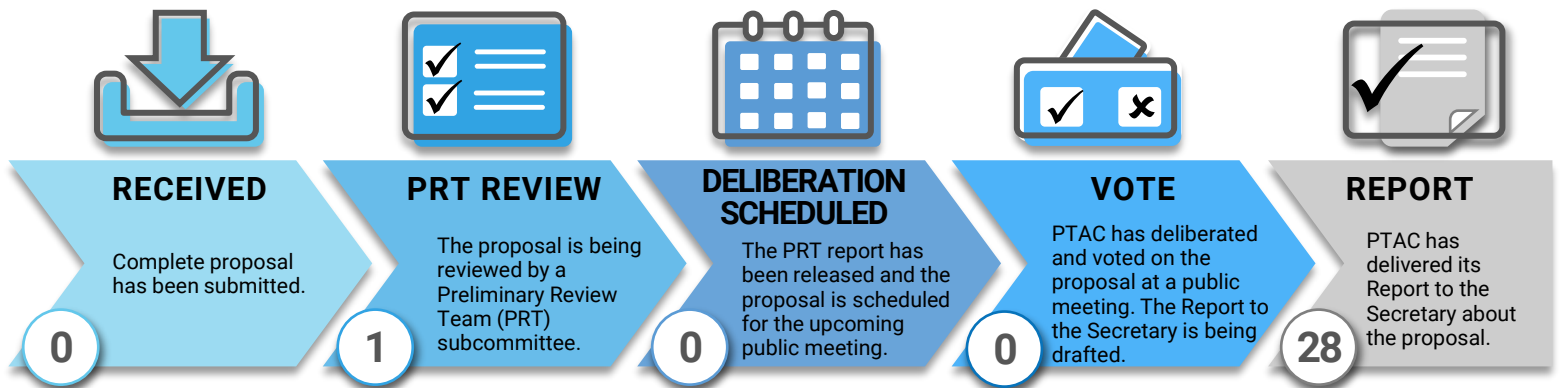 RECEIVED
Complete proposal
has been submitted.
0
PRT REVIEW
The proposal is being
reviewed by a
Preliminary Review
Team (PRT)
subcommittee.
1
DELIBERATION
SCHEDULED
The PRT report has
been released and the
proposal is scheduled
for the upcoming
public meeting.
0
VOTE
PTAC has deliberated
and voted on the
proposal at a public
meeting. The Report to
the Secretary is being
drafted.
0
REPORT
PTAC has
delivered its
Report to the
Secretary about
the proposal.
28